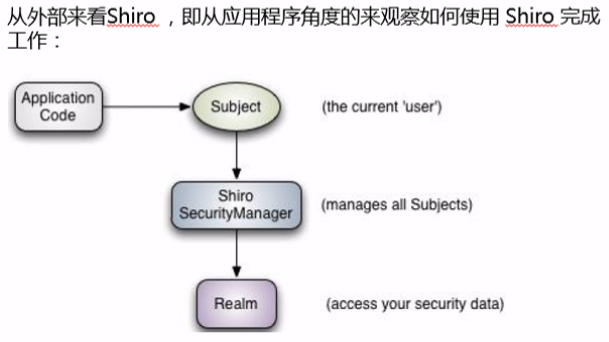 从外部来看Shiro ，即从应用程序角度的来观察如何使用 Shiro 完成
工作：
Application
Code
Subject
(the current 'user')
Shiro
SecurityManager
(manages all Subjects)
Realm
(access your security data)